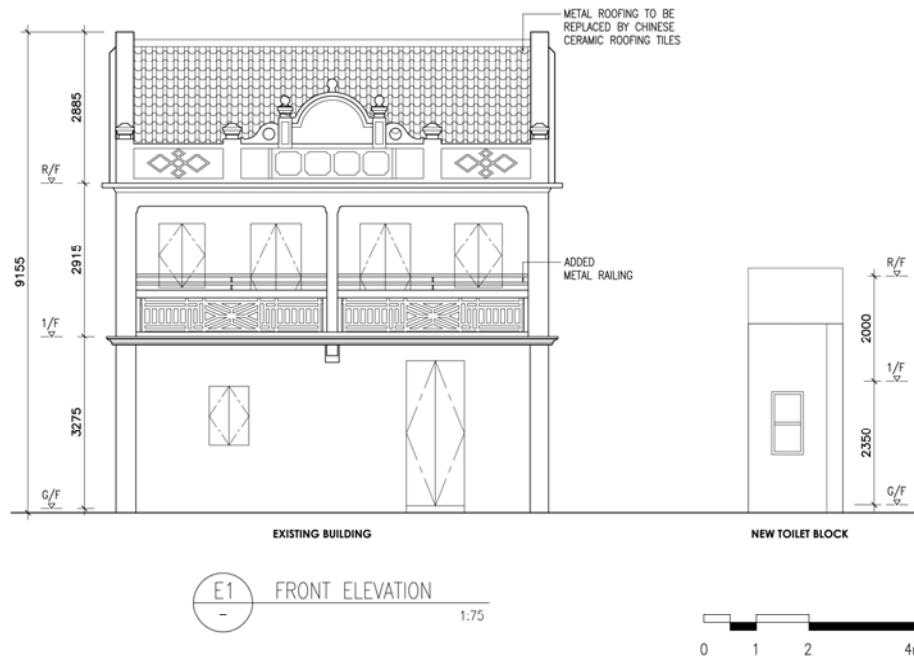 METAL ROOFING TO BE
REPLACED BY CHINESE
CERAMIC ROOFING TILES
2885
R/F
9155
2915
ADDED
METAL RAILING
R/F
1/F
2000
1/F
3275
2350
G/F
G/F
EXISTING BUILDING
NEW TOILET BLOCK
E1
FRONT ELEVATION
-
1:75
0 1 2